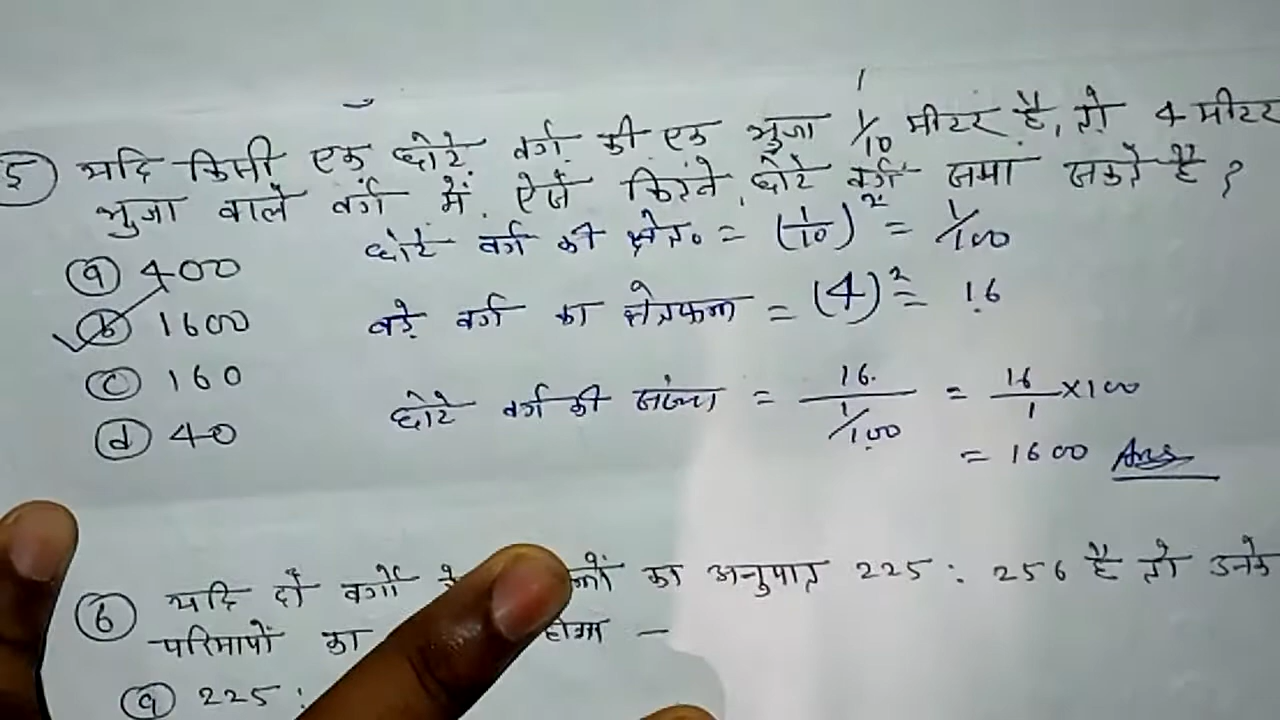 5 यदि किसी एक छोटे वर्ग की एक भुजा 1/10 मीटर है, तो 4 मीटर
भुजा वाले वर्ग में ऐसे कितने छोटे वर्ग समा सकते है ?
छोटे वर्ग की क्षे० = (1/10)² = 1/100
a 400
बड़े वर्ग का क्षेत्रफल = (4)² = 16
b 1600
c 160
छोटे वर्ग की संख्या = 16/(1/100) = 16/1 × 100
d 40
= 1600 Ans
6 यदि दो वर्गो का अनुपात 225 : 256 है तो उनके
परिमापों का होगा —
a 225 :